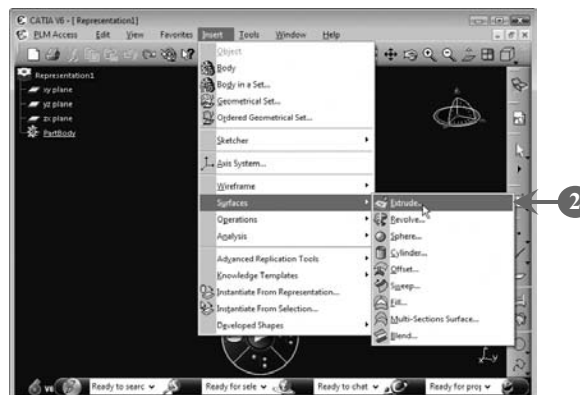 CATIA V6 - [ Representation1]
PLM Access Edit View Favorites Insert Tools Window Help
Representation1
xy plane
yz plane
zx plane
PartBody
Object
Body
Body in a Set...
Geometrical Set...
Ordered Geometrical Set...
Sketcher
Axis System...
Wireframe
Surfaces
Operations
Analysis
Advanced Replication Tools
Knowledge Templates
Instantiate From Representation...
Instantiate From Selection...
Developed Shapes
Extrude...
Revolve...
Sphere...
Cylinder...
Offset...
Sweep...
Fill...
Multi-Sections Surface...
Blend...
2
V6 Ready to searc Ready for sele Ready to chat Ready for proj